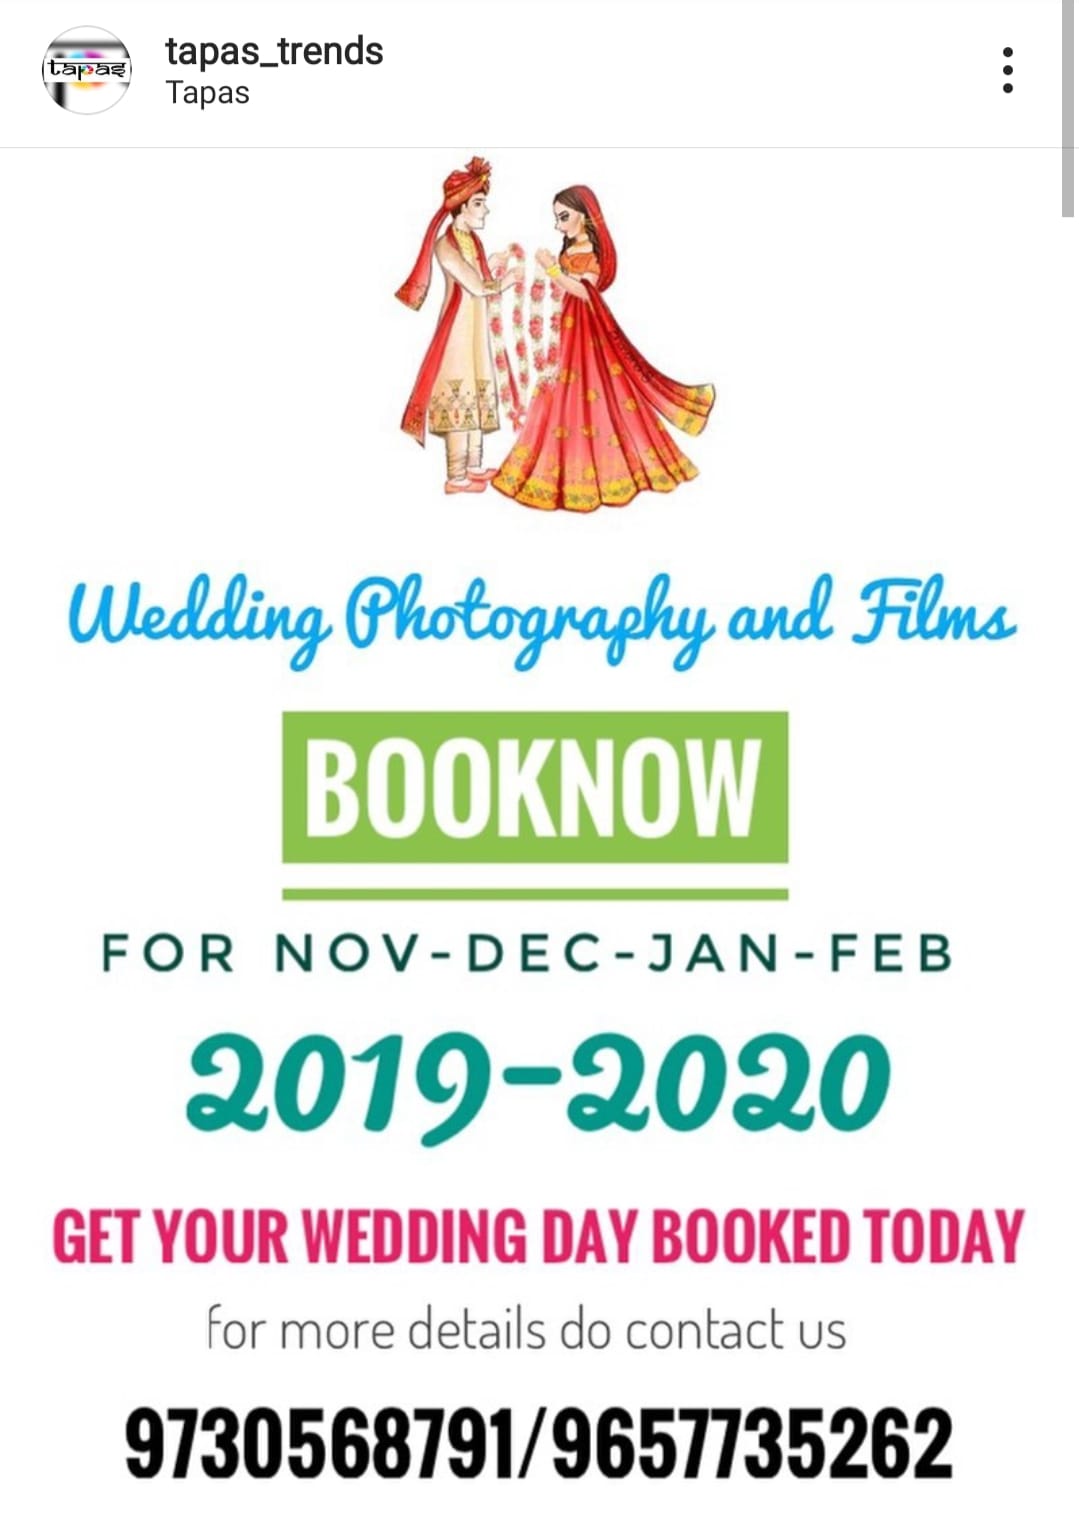 tapas_trends
Tapas
tapas
Wedding Photography and Films
BOOKNOW
FOR NOV-DEC-JAN-FEB
2019-2020
GET YOUR WEDDING DAY BOOKED TODAY
for more details do contact us
9730568791/9657735262